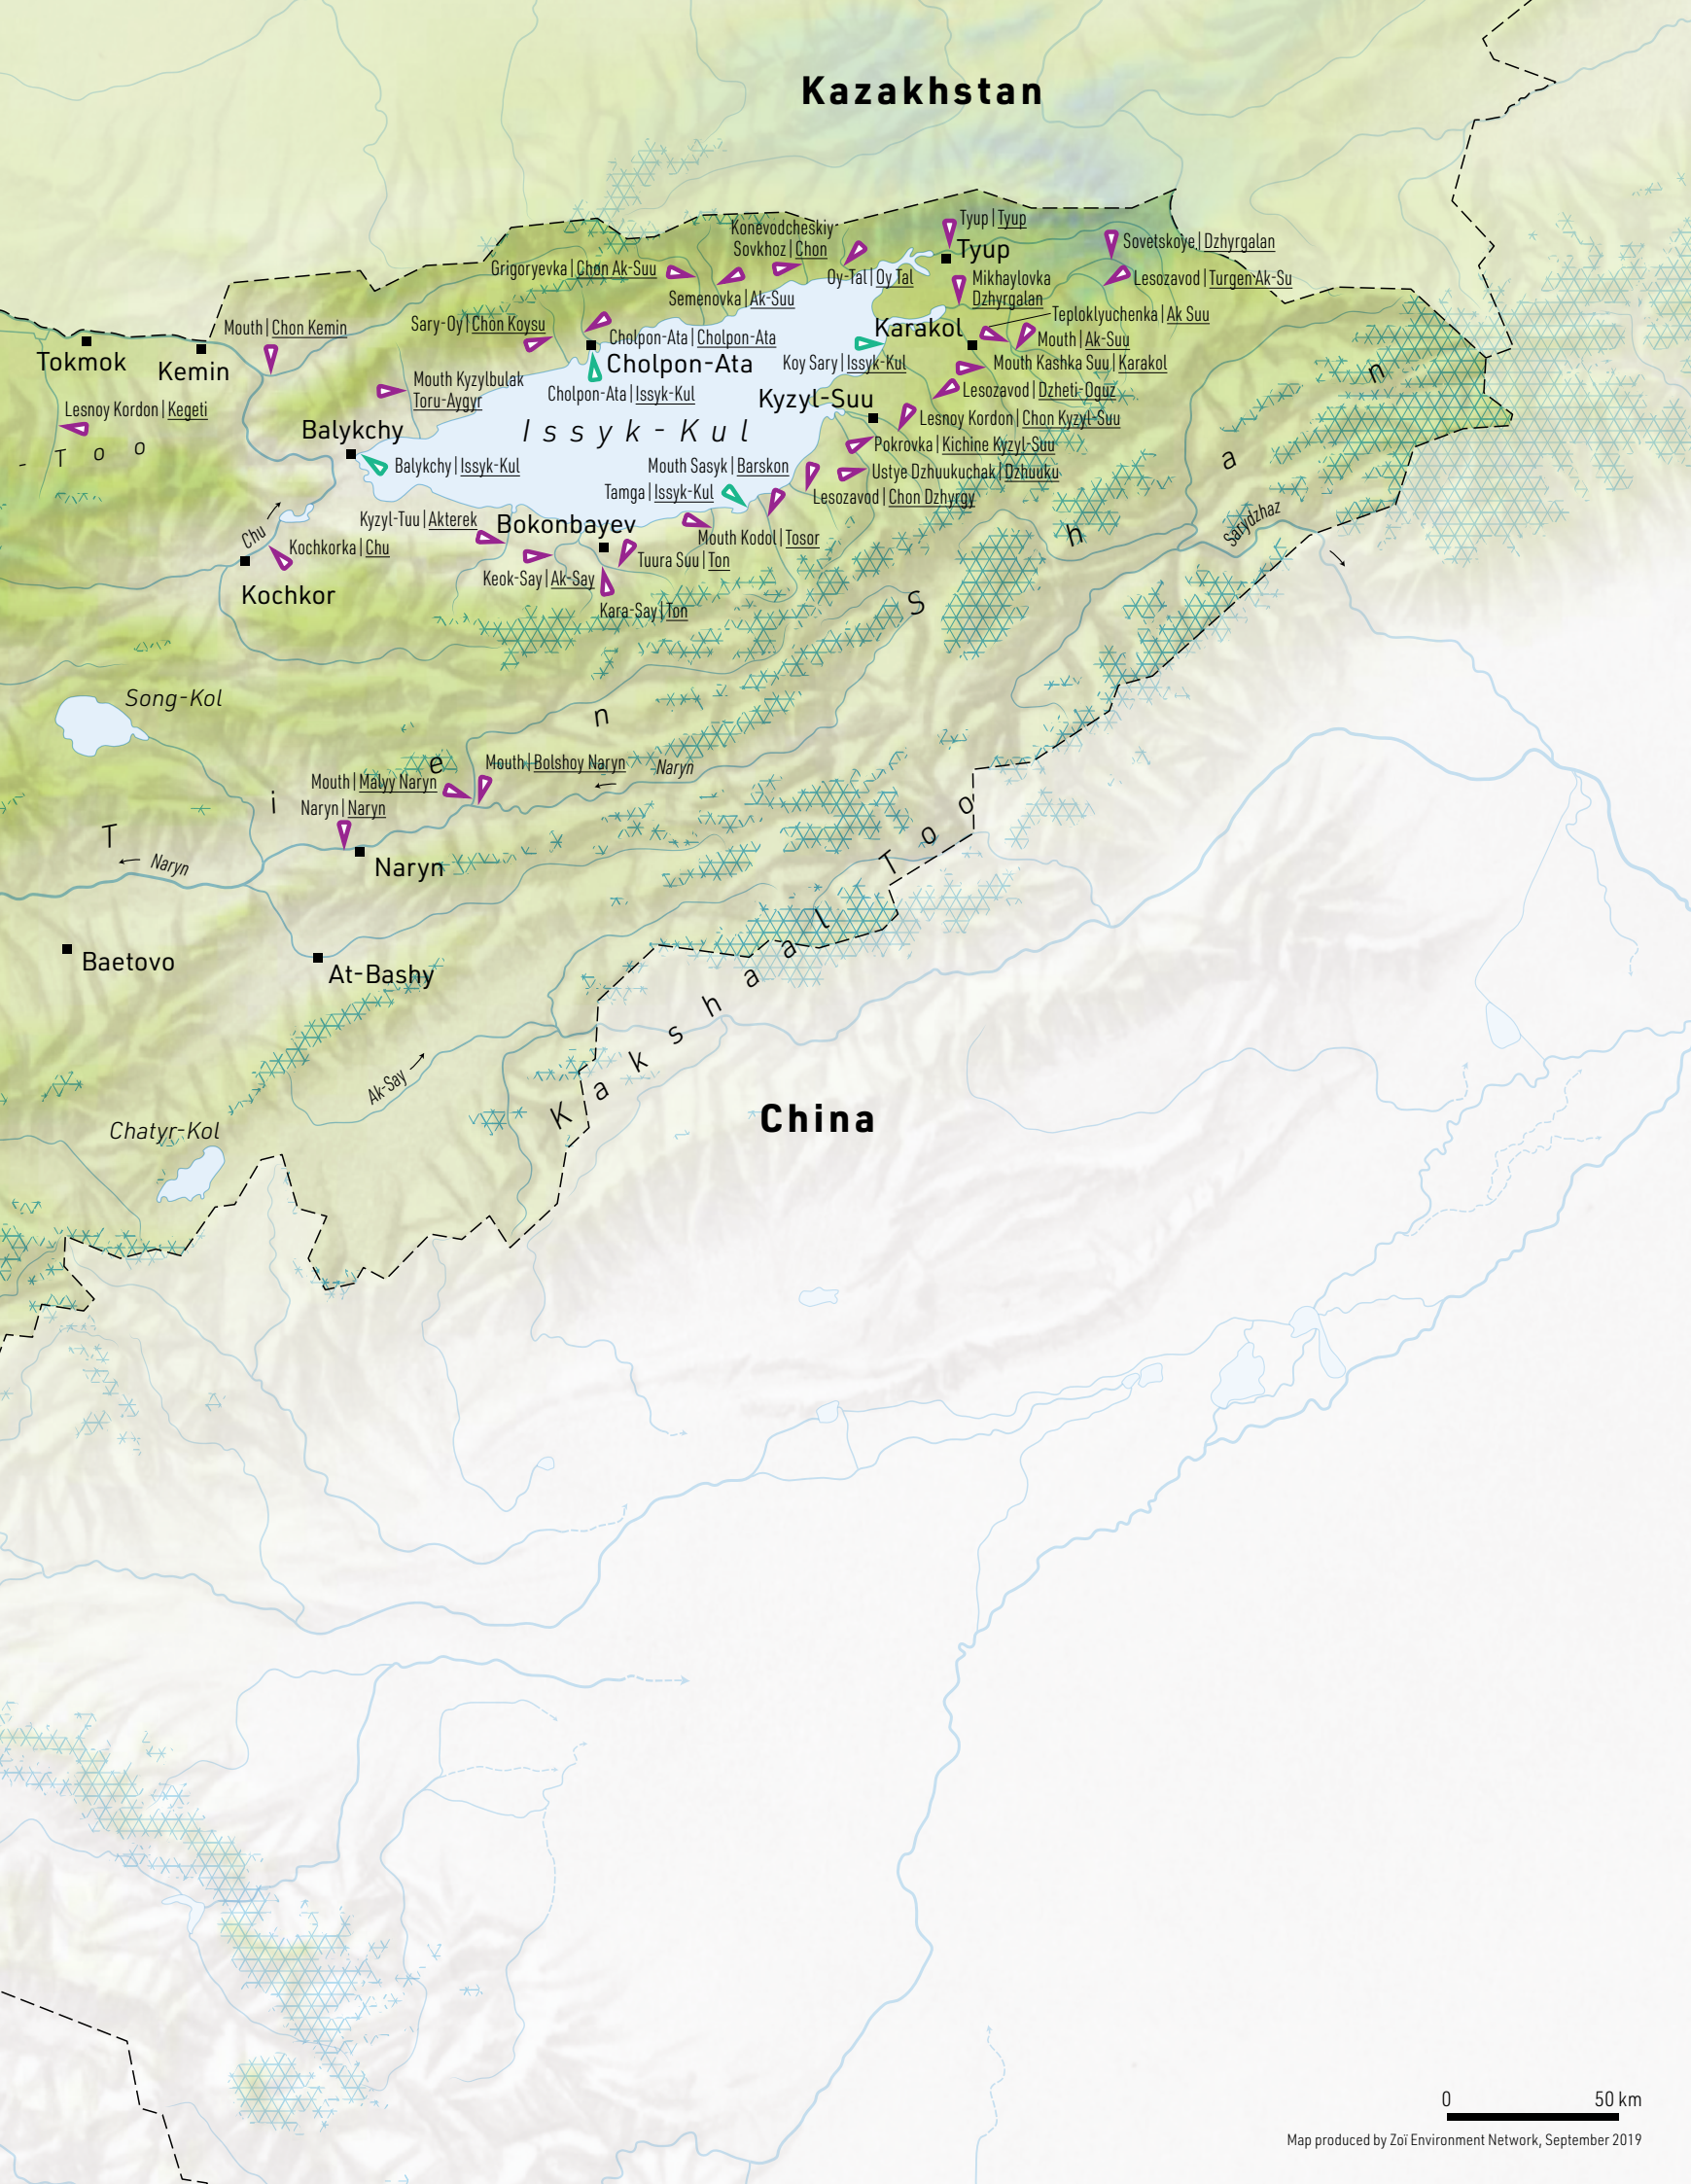 Kazakhstan
Tyup | Tyup
Konevodcheskiy
Sovkhoz | Chon
Tyup
Sovetskoye | Dzhyrgalan
Grigoryevka | Chon Ak-Suu
Oy-Tal | Oy Tal
Mikhaylovka
Dzhyrgalan
Lesozavod | Turgen Ak-Su
Semenovka | Ak-Suu
Teploklyuchenka | Ak Suu
Mouth | Chon Kemin
Sary-Oy | Chon Koysu
Cholpon-Ata | Cholpon-Ata
Karakol
Mouth | Ak-Suu
Tokmok
Kemin
Cholpon-Ata
Koy Sary | Issyk-Kul
Mouth Kashka Suu | Karakol
Mouth Kyzylbulak
Toru-Aygyr
Cholpon-Ata | Issyk-Kul
Kyzyl-Suu
Lesozavod | Dzheti-Oguz
Lesnoy Kordon | Kegeti
Lesnoy Kordon | Chon Kyzyl-Suu
Balykchy
Issyk-Kul
Pokrovka | Kichine Kyzyl-Suu
- Too
Balykchy | Issyk-Kul
Mouth Sasyk | Barskon
Ustye Dzhuukuchak | Dzhuuku
Tamga | Issyk-Kul
Lesozavod | Chon Dzhyrgy
Kyzyl-Tuu | Akterek
Bokonbayev
Mouth Kodol | Tosor
Sarydzhaz
Chu
Kochkorka | Chu
Tuura Suu | Ton
Keok-Say | Ak-Say
Kochkor
Kara-Say | Ton
Tien Shan
Song-Kol
Mouth | Bolshoy Naryn
Naryn
Mouth | Malyy Naryn
Naryn | Naryn
Naryn
Naryn
Kakshaal Too
Baetovo
At-Bashy
Ak-Say
Chatyr-Kol
China
0 50 km
Map produced by Zoï Environment Network, September 2019